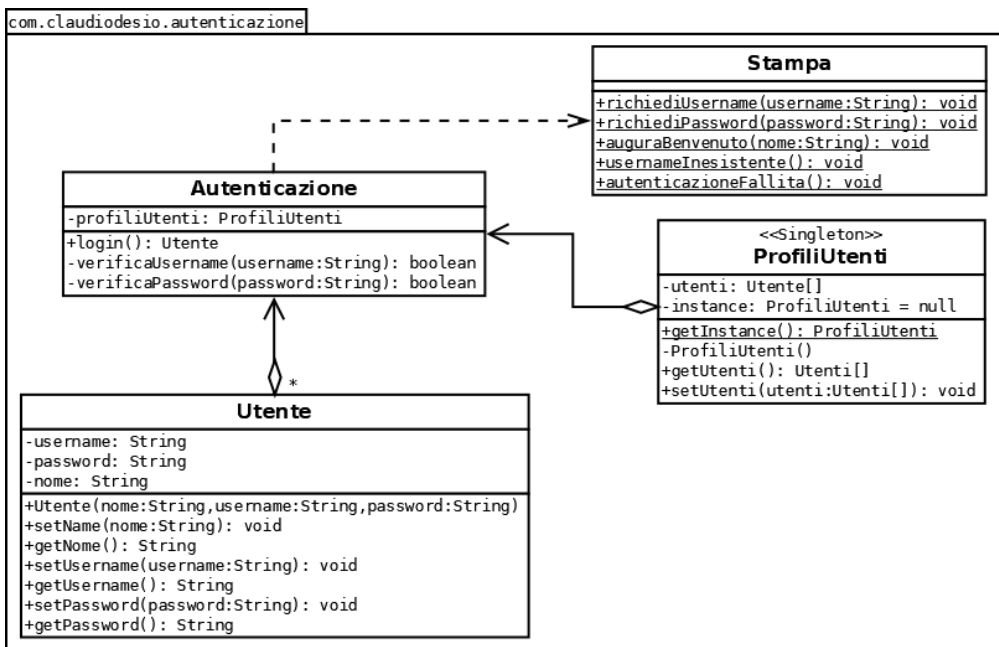 com.claudiodesio.autenticazione
Stampa
+richiediUsername(username:String): void
+richiediPassword(password:String): void
+auguraBenvenuto(nome:String): void
+usernameInesistente(): void
+autenticazioneFallita(): void
Autenticazione
-profiliUtenti: ProfiliUtenti
+login(): Utente
-verificaUsername(username:String): boolean
-verificaPassword(password:String): boolean
<<Singleton>>
ProfiliUtenti
-utenti: Utente[]
-instance: ProfiliUtenti = null
+getInstance(): ProfiliUtenti
-ProfiliUtenti()
+getUtenti(): Utenti[]
+setUtenti(utenti:Utenti[]): void
*
Utente
-username: String
-password: String
-nome: String
+Utente(nome:String,username:String,password:String)
+setName(nome:String): void
+getNome(): String
+setUsername(username:String): void
+getUsername(): String
+setPassword(password:String): void
+getPassword(): String